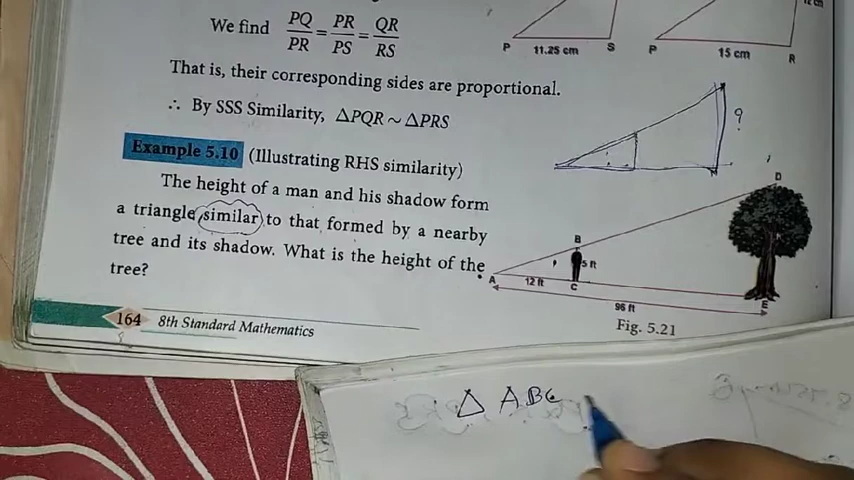 We find PQ/PR = PR/PS = QR/RS
P 11.25 cm S
P 15 cm R
That is, their corresponding sides are proportional.
∴ By SSS Similarity, ΔPQR ~ ΔPRS
?
Example 5.10 (Illustrating RHS similarity)
The height of a man and his shadow form
a triangle similar to that formed by a nearby
tree and its shadow. What is the height of the
tree?
D
B
5 ft
A 12 ft C E
96 ft
Fig. 5.21
164 8th Standard Mathematics
Δ ABC